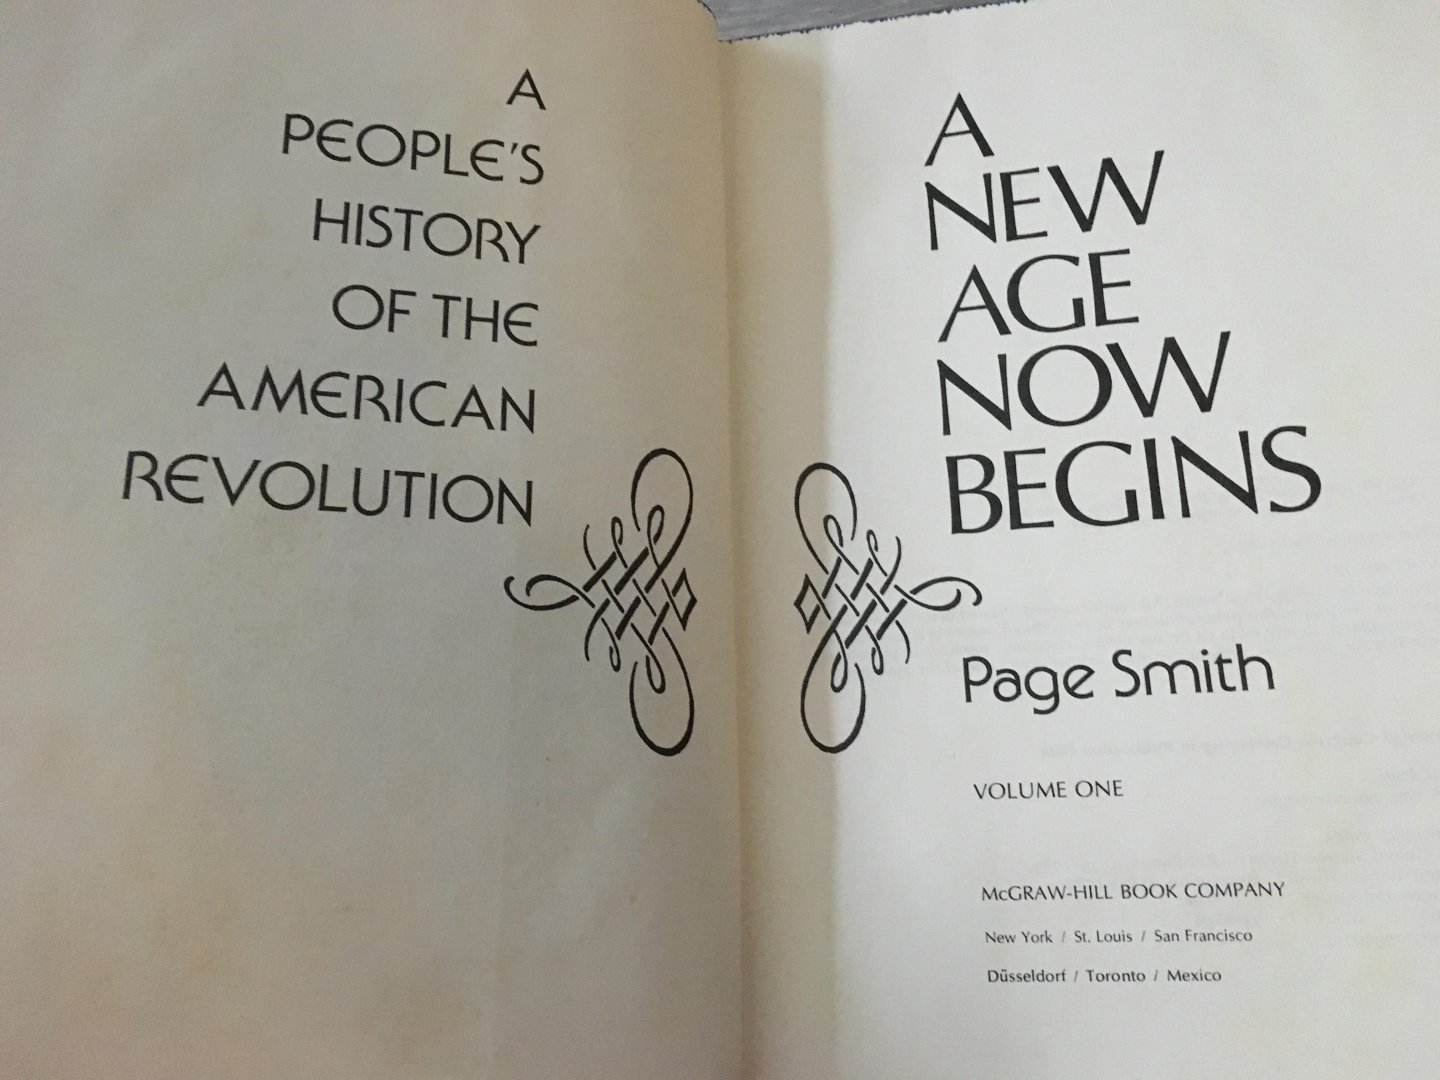 A
PEOPLE'S
HISTORY
OF THE
AMERICAN
REVOLUTION
A
NEW
AGE
NOW
BEGINS
Page Smith
VOLUME ONE
McGRAW-HILL BOOK COMPANY
New York / St. Louis / San Francisco
Düsseldorf / Toronto / Mexico